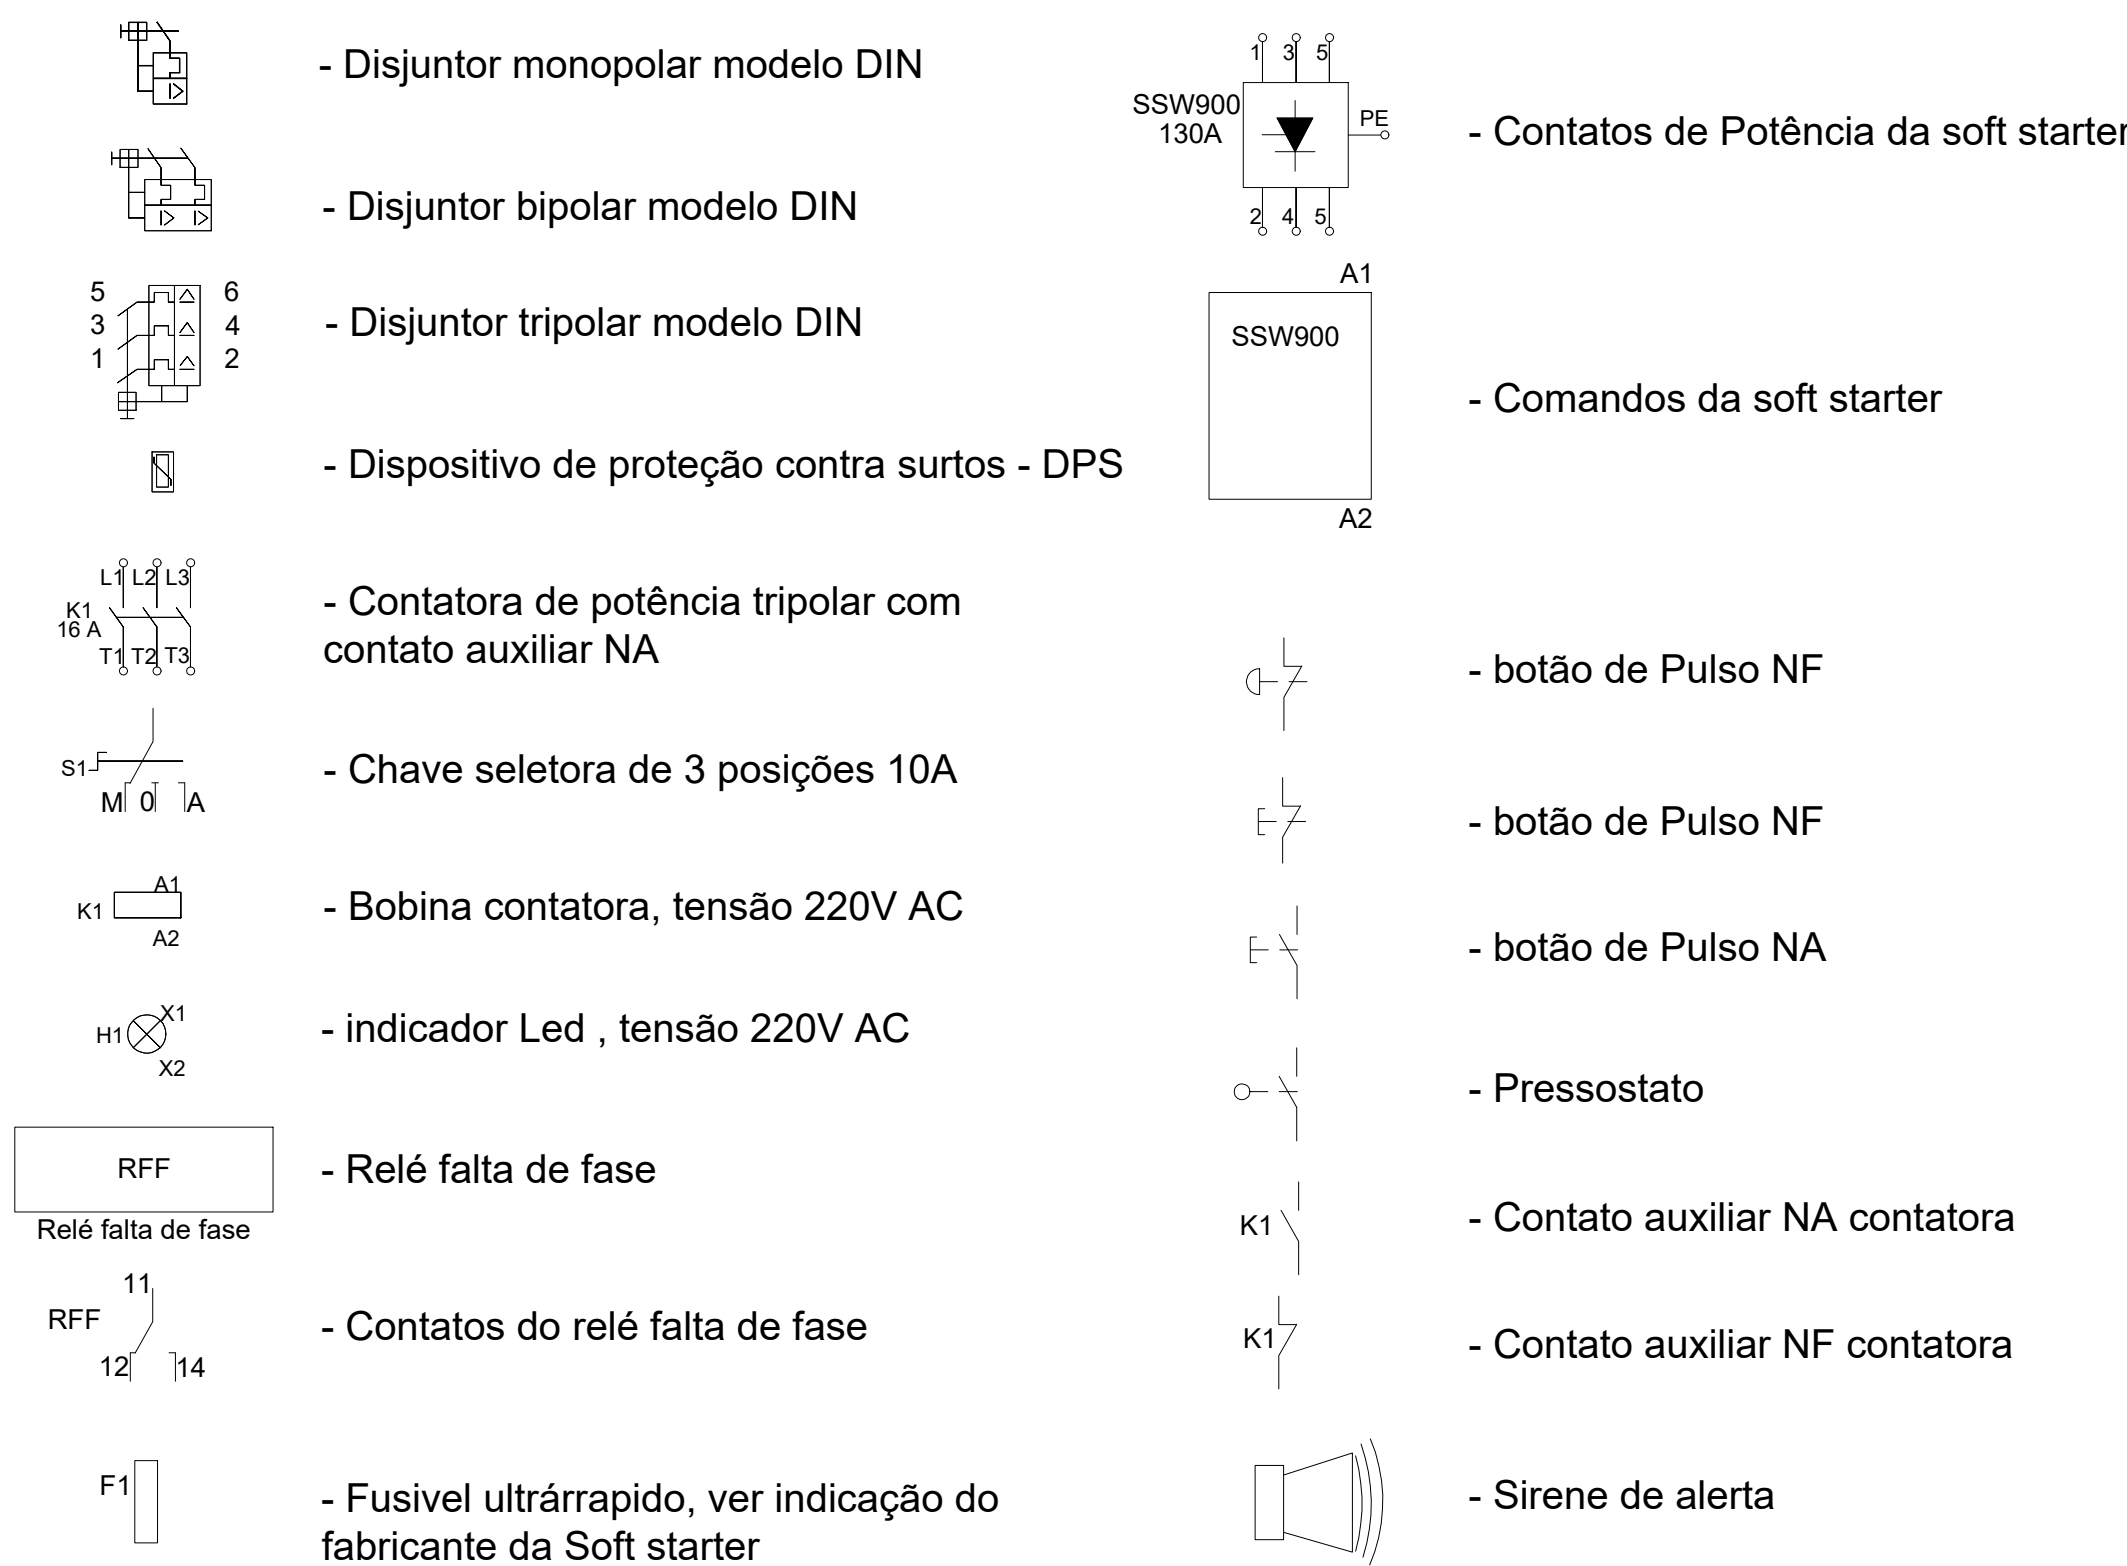 - Disjuntor monopolar modelo DIN
- Disjuntor bipolar modelo DIN
5 6
3 4
1 2
- Disjuntor tripolar modelo DIN
- Dispositivo de proteção contra surtos - DPS
L1 L2 L3
K1
16 A
T1 T2 T3
- Contatora de potência tripolar com
contato auxiliar NA
S1
M 0 A
- Chave seletora de 3 posições 10A
A1
K1
A2
- Bobina contatora, tensão 220V AC
X1
H1
X2
- indicador Led , tensão 220V AC
RFF
Relé falta de fase
- Relé falta de fase
11
RFF
12 14
- Contatos do relé falta de fase
F1
- Fusivel ultrárrapido, ver indicação do
fabricante da Soft starter
1 3 5
SSW900
130A
PE
2 4 5
- Contatos de Potência da soft starter
A1
SSW900
A2
- Comandos da soft starter
- botão de Pulso NF
- botão de Pulso NF
- botão de Pulso NA
- Pressostato
K1
- Contato auxiliar NA contatora
K1
- Contato auxiliar NF contatora
- Sirene de alerta